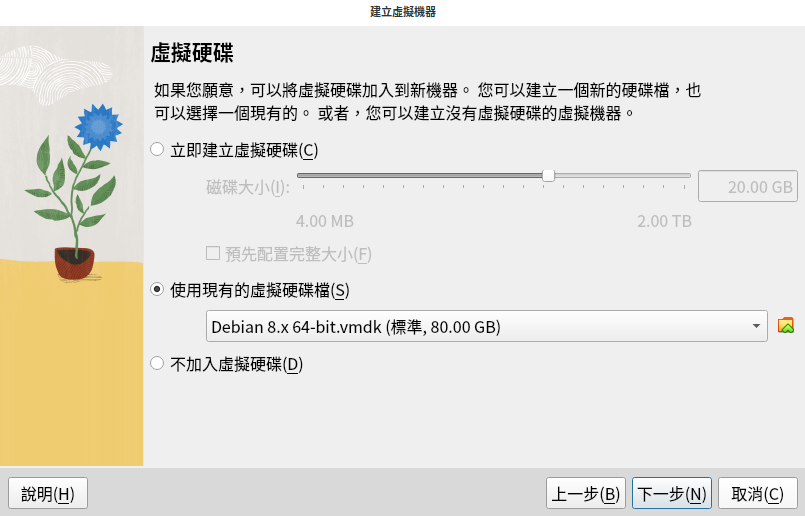 建立虛擬機器
虛擬硬碟
如果您願意，可以將虛擬硬碟加入到新機器。 您可以建立一個新的硬碟檔，也
可以選擇一個現有的。 或者，您可以建立沒有虛擬硬碟的虛擬機器。
立即建立虛擬硬碟(C)
磁碟大小(I):
20.00 GB
4.00 MB
2.00 TB
預先配置完整大小(F)
使用現有的虛擬硬碟檔(S)
Debian 8.x 64-bit.vmdk (標準, 80.00 GB)
不加入虛擬硬碟(D)
說明(H)
上一步(B)
下一步(N)
取消(C)